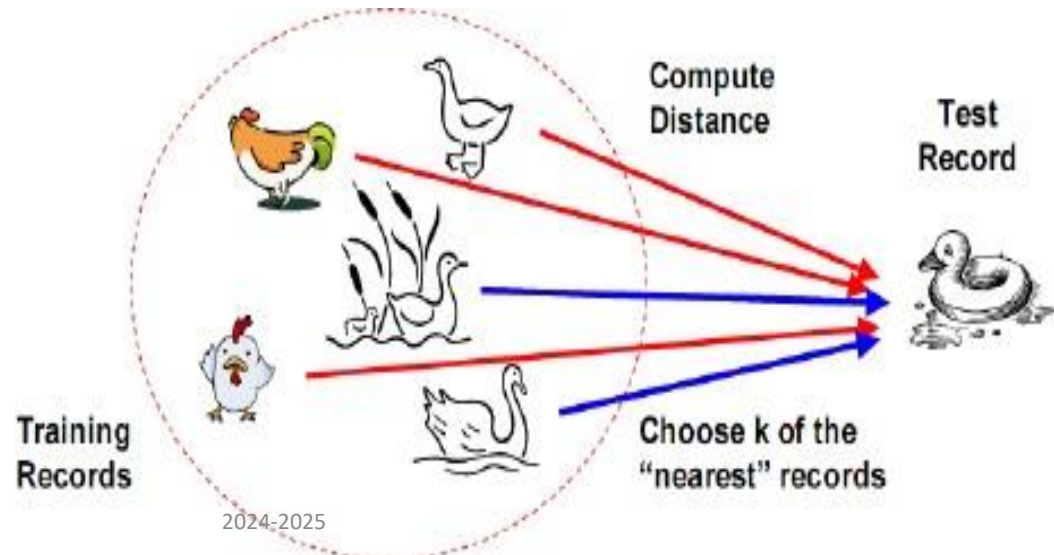 Compute
Distance
Test
Record
Training
Records
Choose k of the
“nearest” records
2024-2025